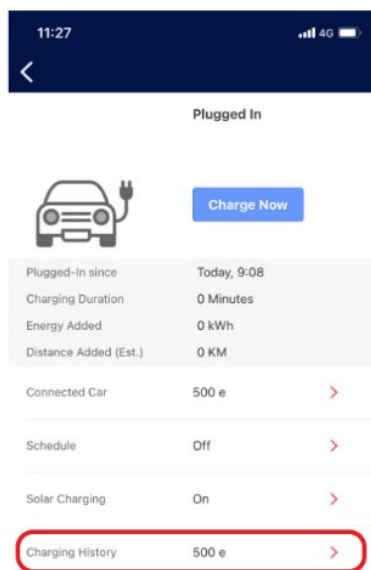 11:27 4G
Plugged In
Charge Now
Plugged-In since Today, 9:08
Charging Duration 0 Minutes
Energy Added 0 kWh
Distance Added (Est.) 0 KM
Connected Car 500 e
Schedule Off
Solar Charging On
Charging History 500 e